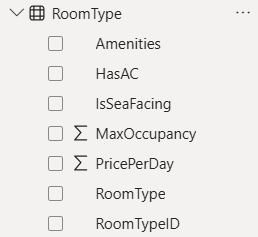 RoomType
Amenities
HasAC
IsSeaFacing
MaxOccupancy
PricePerDay
RoomType
RoomTypeID